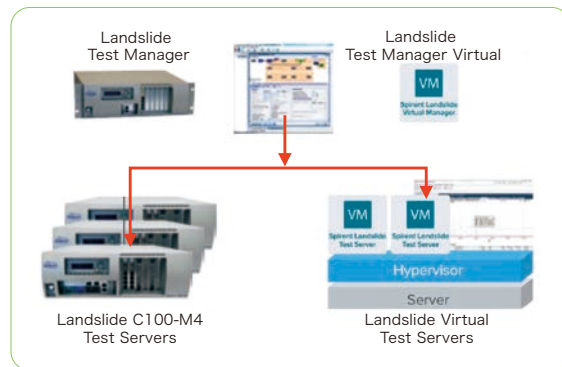 Landslide
Test Manager
Landslide
Test Manager Virtual
VM
Spirent Landslide
Virtual Manager
VM
Spirent Landslide
Test Server
VM
Spirent Landslide
Test Server
Hypervisor
Server
Landslide C100-M4
Test Servers
Landslide Virtual
Test Servers